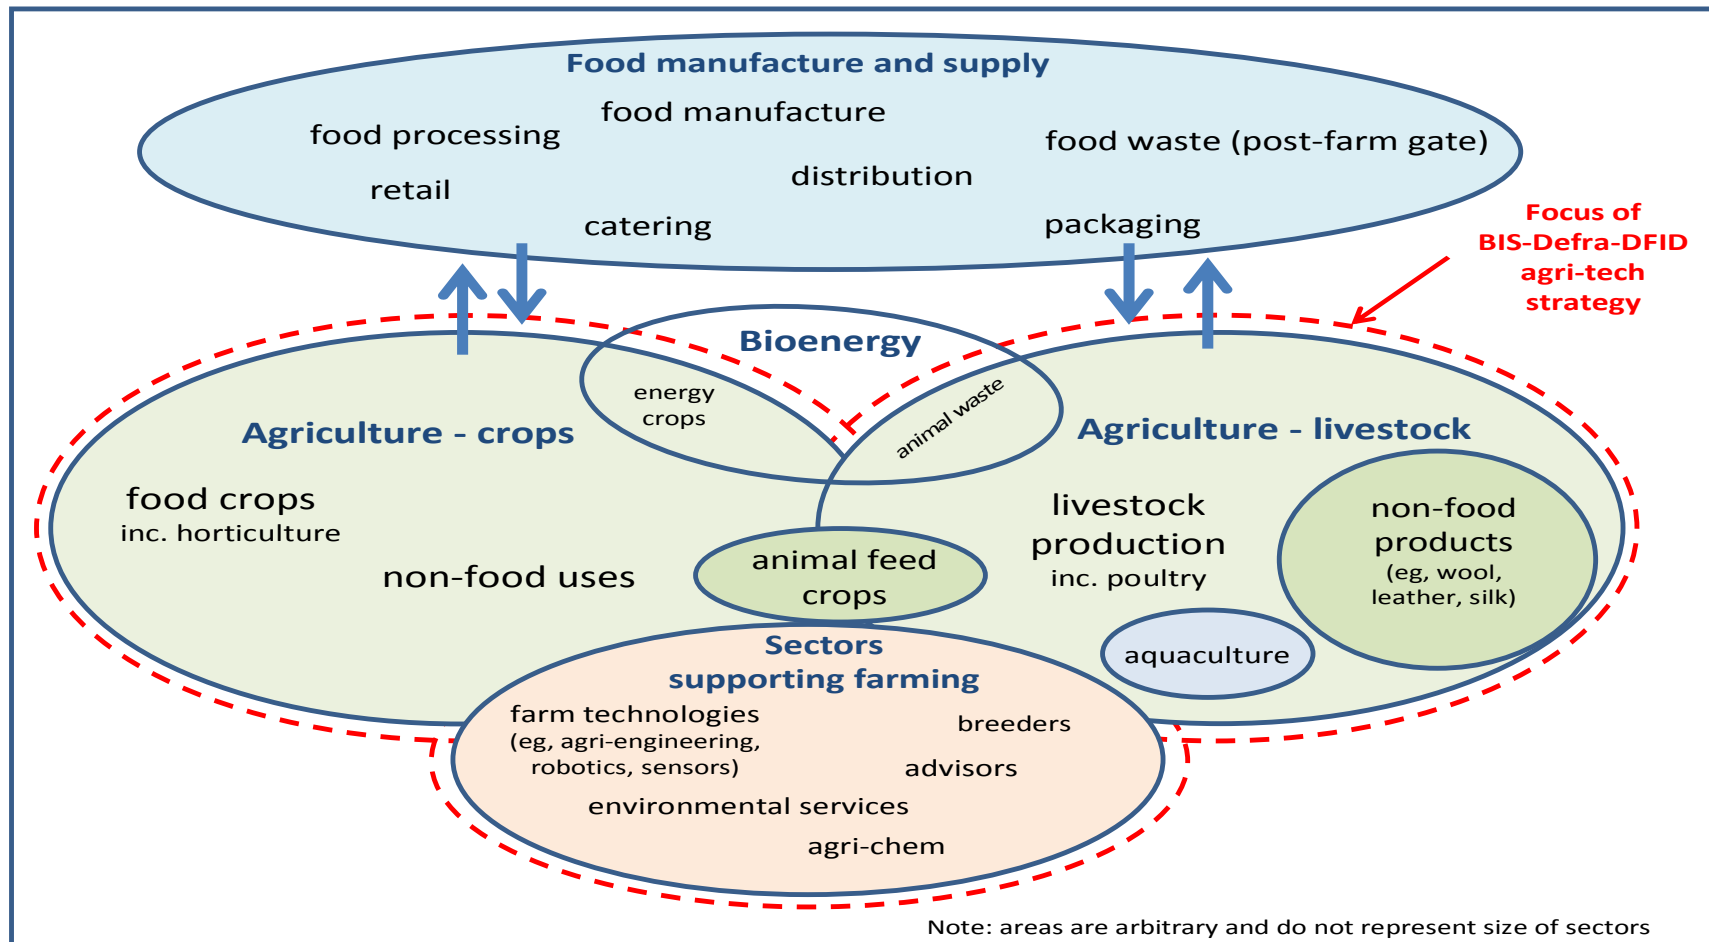 Food manufacture and supply
food manufacture
food processing
food waste (post-farm gate)
distribution
retail
catering
packaging
Focus of
BIS-Defra-DFID
agri-tech
strategy
Bioenergy
energy
crops
animal waste
Agriculture - crops
food crops
inc. horticulture
non-food uses
animal feed
crops
Agriculture - livestock
livestock
production
inc. poultry
non-food
products
(eg, wool,
leather, silk)
aquaculture
Sectors
supporting farming
farm technologies
(eg, agri-engineering,
robotics, sensors)
breeders
advisors
environmental services
agri-chem
Note: areas are arbitrary and do not represent size of sectors